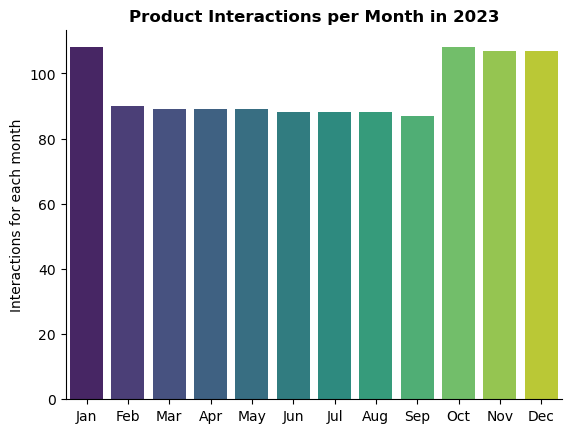 Product Interactions per Month in 2023
Interactions for each month
100
80
60
40
20
0
Jan Feb Mar Apr May Jun Jul Aug Sep Oct Nov Dec